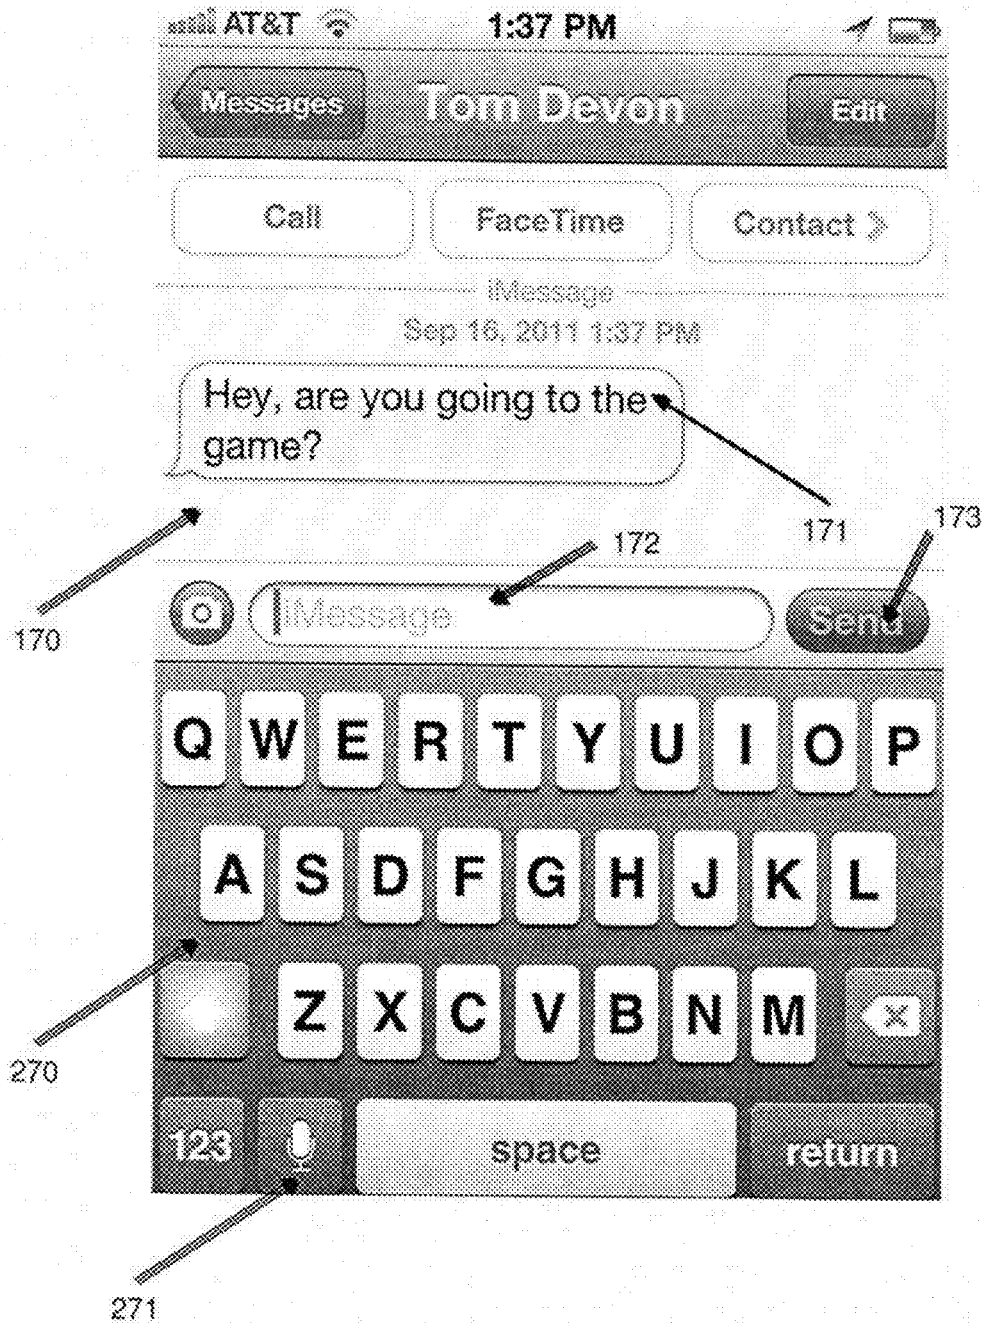 AT&T 1:37 PM
Messages Tom Devon Edit
Call FaceTime Contact
iMessage
Sep 16, 2011 1:37 PM
Hey, are you going to the
game?
171
173
172
170
iMessage Send
Q W E R T Y U I O P
A S D F G H J K L
270
Z X C V B N M
123 space return
271